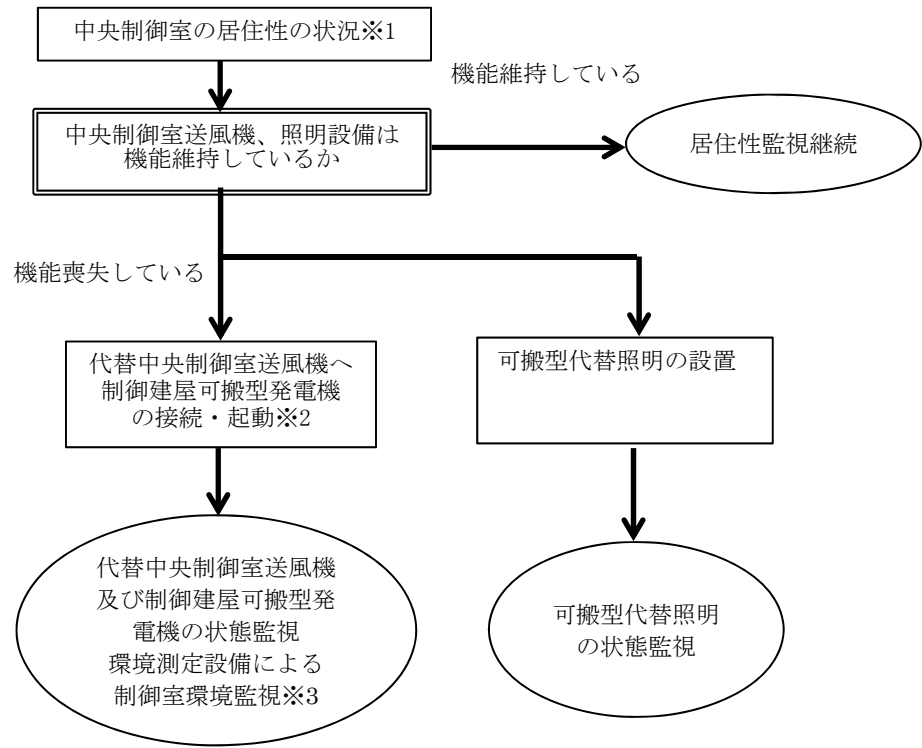 中央制御室の居住性の状況※1
機能維持している
中央制御室送風機、照明設備は
機能維持しているか
居住性監視継続
機能喪失している
代替中央制御室送風機へ
制御建屋可搬型発電機
の接続・起動※2
可搬型代替照明の設置
代替中央制御室送風機
及び制御建屋可搬型発
電機の状態監視
環境測定設備による
制御室環境監視※3
可搬型代替照明
の状態監視